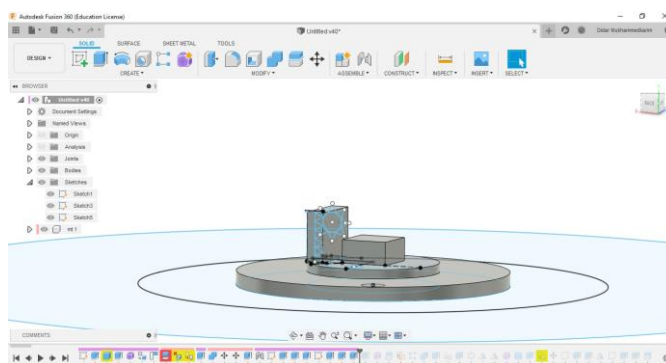 Autodesk Fusion 360 (Education License)
Untitled v40*
SOLID SURFACE SHEET METAL TOOLS
DESIGN
CREATE MODIFY ASSEMBLE CONSTRUCT INSPECT INSERT SELECT
BROWSER
Untitled v40
Document Settings
Named Views
Origin
Analysis
Joints
Bodies
Sketches
Sketch1
Sketch3
Sketch5
COMMENTS